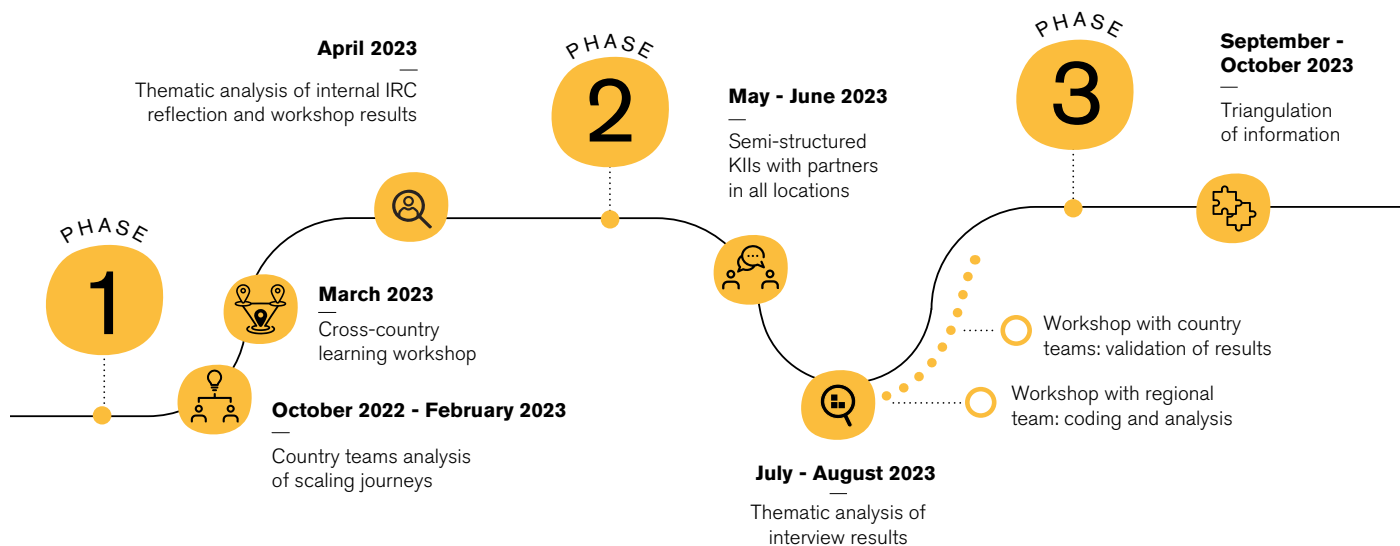 PHASE
1
October 2022 - February 2023
Country teams analysis
of scaling journeys
March 2023
Cross-country
learning workshop
April 2023
Thematic analysis of internal IRC
reflection and workshop results
PHASE
2
May - June 2023
Semi-structured
KIIs with partners
in all locations
July - August 2023
Thematic analysis of
interview results
Workshop with regional
team: coding and analysis
Workshop with country
teams: validation of results
PHASE
3
September -
October 2023
Triangulation
of information